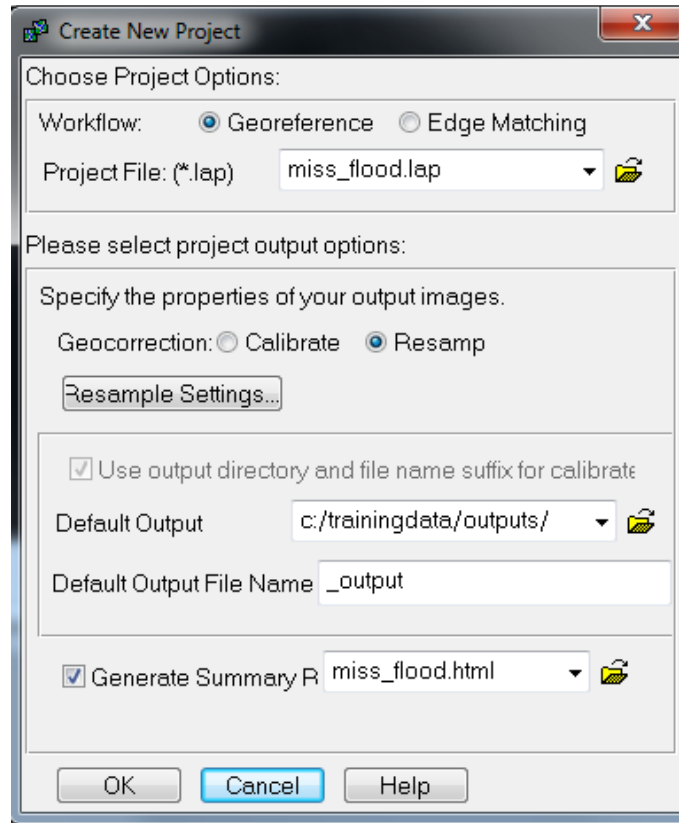 Create New Project
Choose Project Options:
Workflow: Georeference Edge Matching
Project File: (*.lap) miss_flood.lap
Please select project output options:
Specify the properties of your output images.
Geocorrection: Calibrate Resamp
Resample Settings...
Use output directory and file name suffix for calibrate
Default Output c:/trainingdata/outputs/
Default Output File Name _output
Generate Summary R miss_flood.html
OK Cancel Help